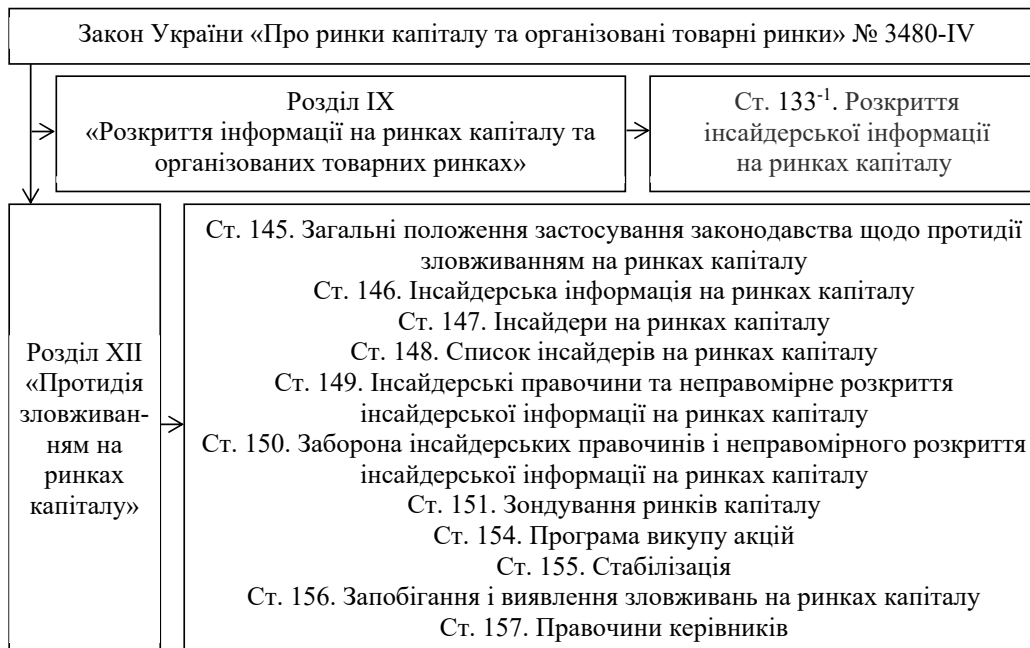 Закон України «Про ринки капіталу та організовані товарні ринки» № 3480-IV
Розділ IX
«Розкриття інформації на ринках капіталу та
організованих товарних ринках»
Ст. 133⁻¹. Розкриття
інсайдерської інформації
на ринках капіталу
Розділ XII
«Протидія
зловживан-
ням на
ринках
капіталу»
Ст. 145. Загальні положення застосування законодавства щодо протидії
зловживанням на ринках капіталу
Ст. 146. Інсайдерська інформація на ринках капіталу
Ст. 147. Інсайдери на ринках капіталу
Ст. 148. Список інсайдерів на ринках капіталу
Ст. 149. Інсайдерські правочини та неправомірне розкриття
інсайдерської інформації на ринках капіталу
Ст. 150. Заборона інсайдерських правочинів і неправомірного розкриття
інсайдерської інформації на ринках капіталу
Ст. 151. Зондування ринків капіталу
Ст. 154. Програма викупу акцій
Ст. 155. Стабілізація
Ст. 156. Запобігання і виявлення зловживань на ринках капіталу
Ст. 157. Правочини керівників